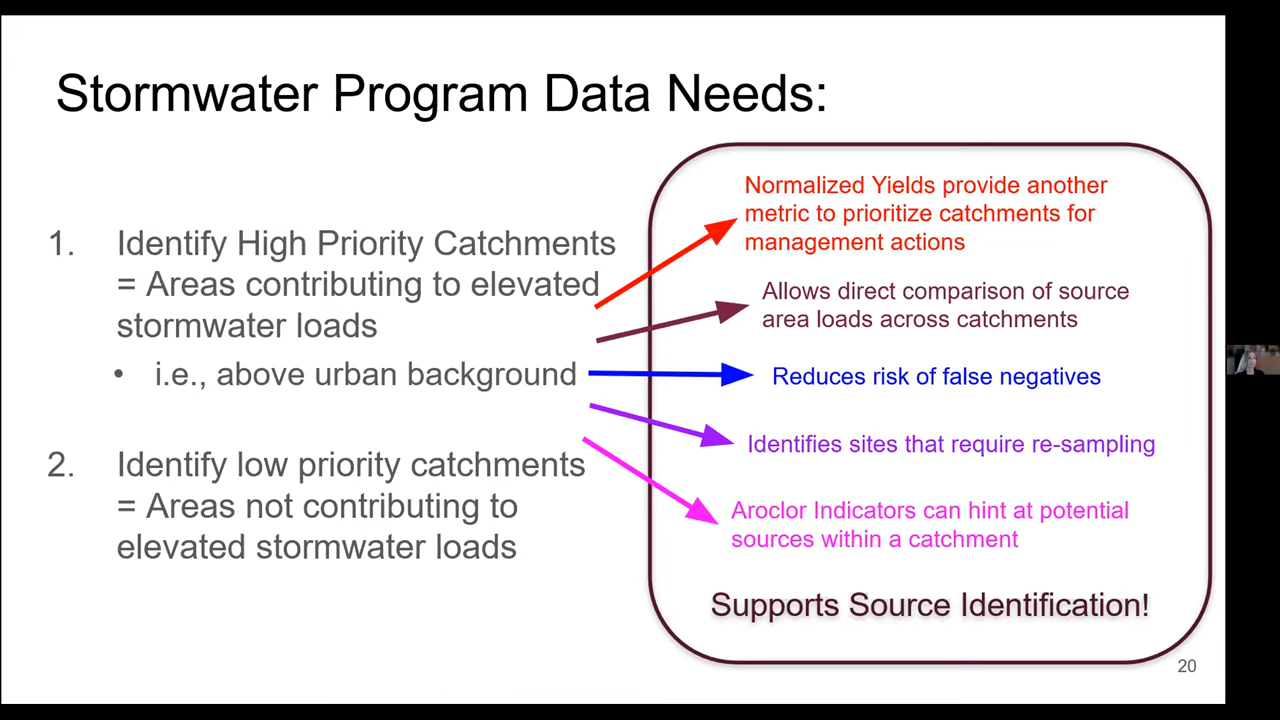 Stormwater Program Data Needs:
1. Identify High Priority Catchments
= Areas contributing to elevated
stormwater loads
• i.e., above urban background
2. Identify low priority catchments
= Areas not contributing to
elevated stormwater loads
Normalized Yields provide another
metric to prioritize catchments for
management actions
Allows direct comparison of source
area loads across catchments
Reduces risk of false negatives
Identifies sites that require re-sampling
Aroclor Indicators can hint at potential
sources within a catchment
Supports Source Identification!
20